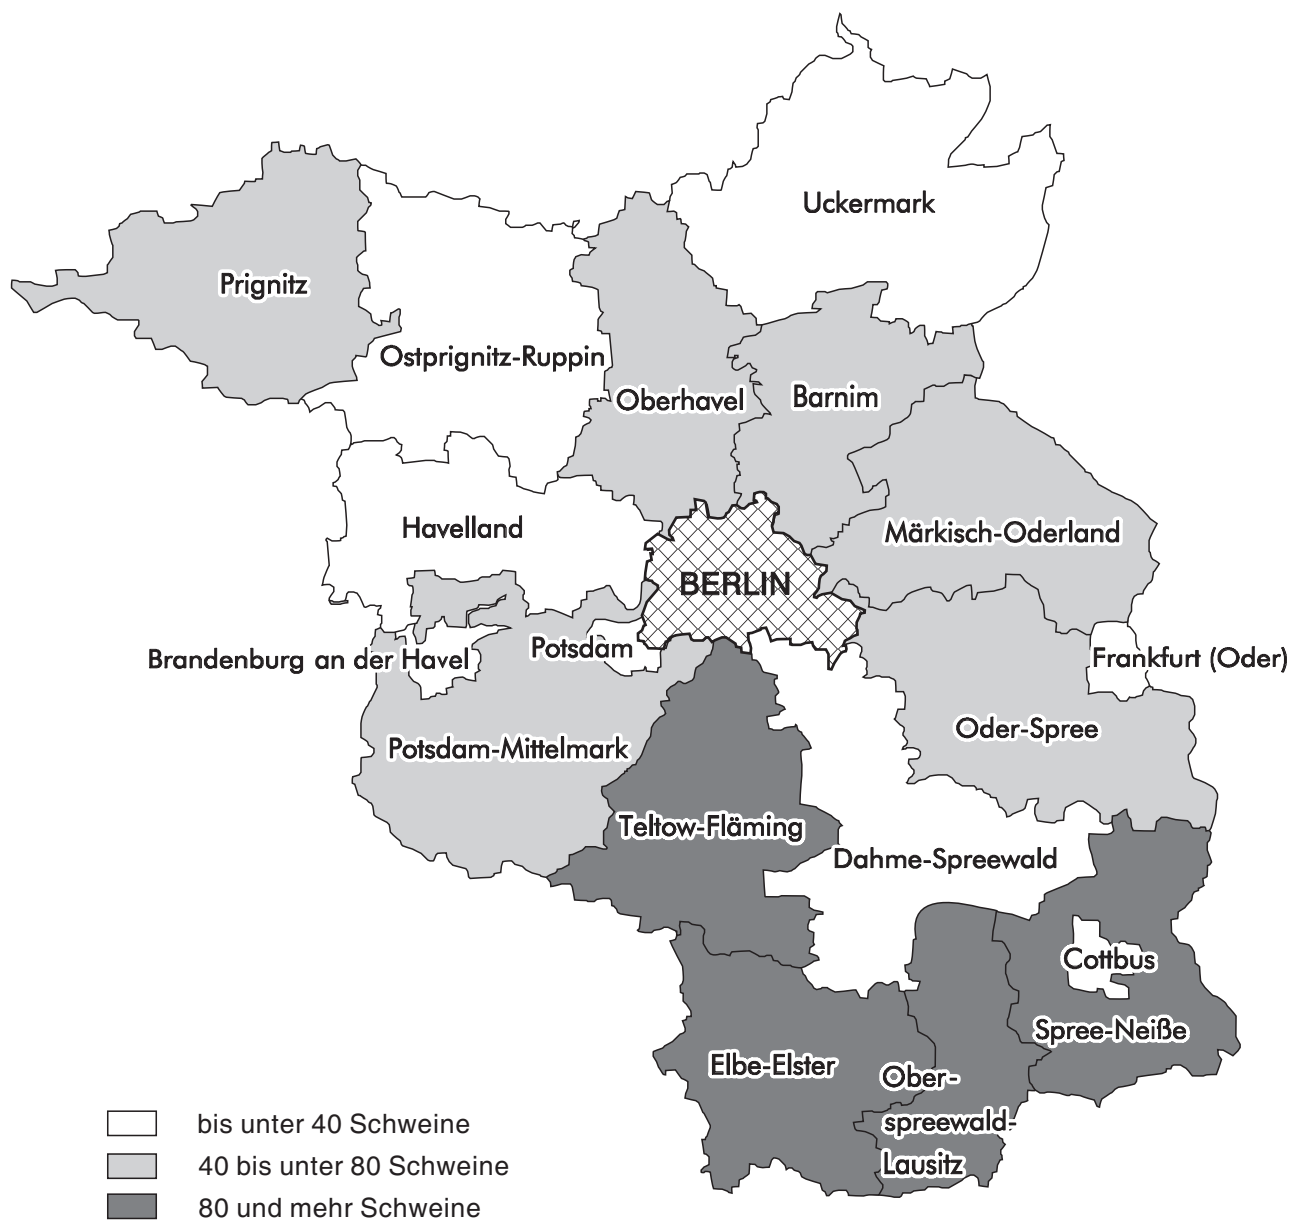 Uckermark
Prignitz
Ostprignitz-Ruppin
Oberhavel
Barnim
Havelland
Märkisch-Oderland
BERLIN
Brandenburg an der Havel
Potsdam
Frankfurt (Oder)
Potsdam-Mittelmark
Oder-Spree
Teltow-Fläming
Dahme-Spreewald
Cottbus
Spree-Neiße
Elbe-Elster
Ober-
spreewald-
Lausitz
bis unter 40 Schweine
40 bis unter 80 Schweine
80 und mehr Schweine